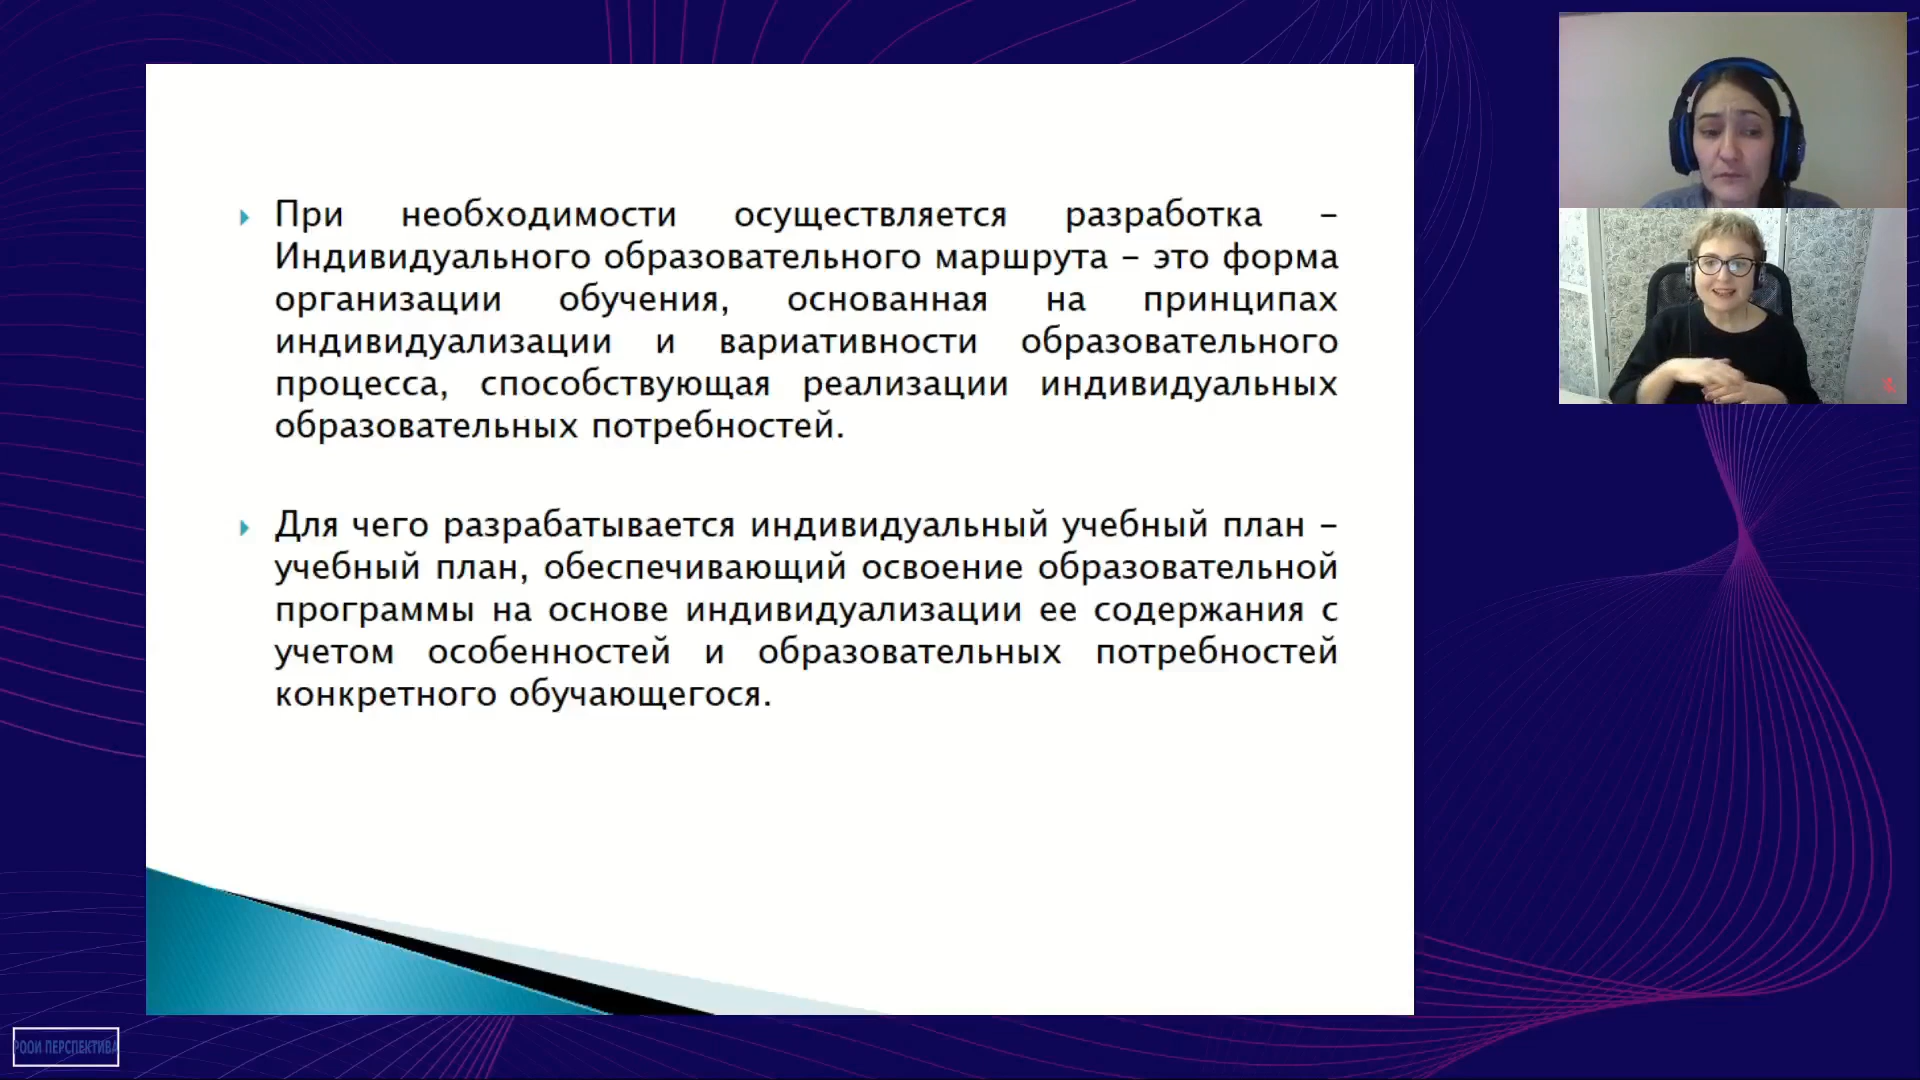 При необходимости осуществляется разработка –
Индивидуального образовательного маршрута – это форма
организации обучения, основанная на принципах
индивидуализации и вариативности образовательного
процесса, способствующая реализации индивидуальных
образовательных потребностей.
Для чего разрабатывается индивидуальный учебный план –
учебный план, обеспечивающий освоение образовательной
программы на основе индивидуализации ее содержания с
учетом особенностей и образовательных потребностей
конкретного обучающегося.
РООИ ПЕРСПЕКТИВА